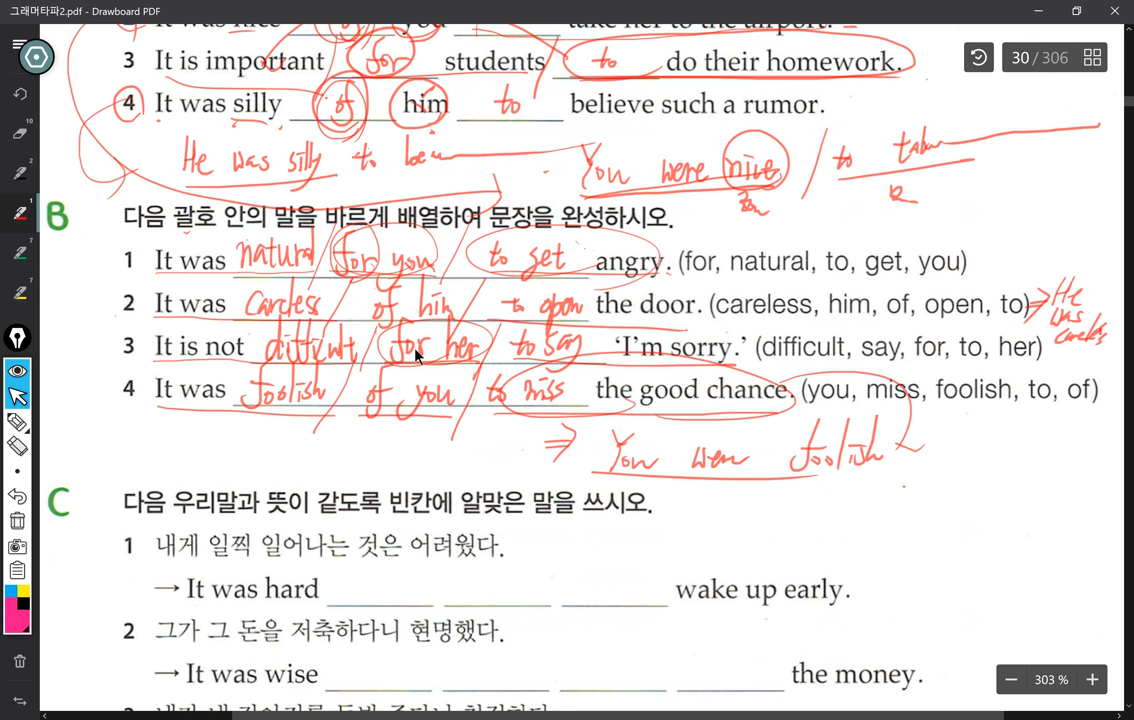 그래머타파2.pdf - Drawboard PDF
30 / 306
take her to the airport.
3 It is important for students to do their homework.
4 It was silly of him to believe such a rumor.
He was silly to
You were nice to
B 다음 괄호 안의 말을 바르게 배열하여 문장을 완성하시오.
1 It was natural for you to get angry. (for, natural, to, get, you)
2 It was careless of him to open the door. (careless, him, of, open, to)
⇒ He was careless
3 It is not difficult for her to say 'I'm sorry.' (difficult, say, for, to, her)
4 It was foolish of you to miss the good chance. (you, miss, foolish, to, of)
⇒ You were foolish
C 다음 우리말과 뜻이 같도록 빈칸에 알맞은 말을 쓰시오.
1 내게 일찍 일어나는 것은 어려웠다.
→ It was hard wake up early.
2 그가 그 돈을 저축하다니 현명했다.
→ It was wise the money.
303 %
10
2
1
7
7